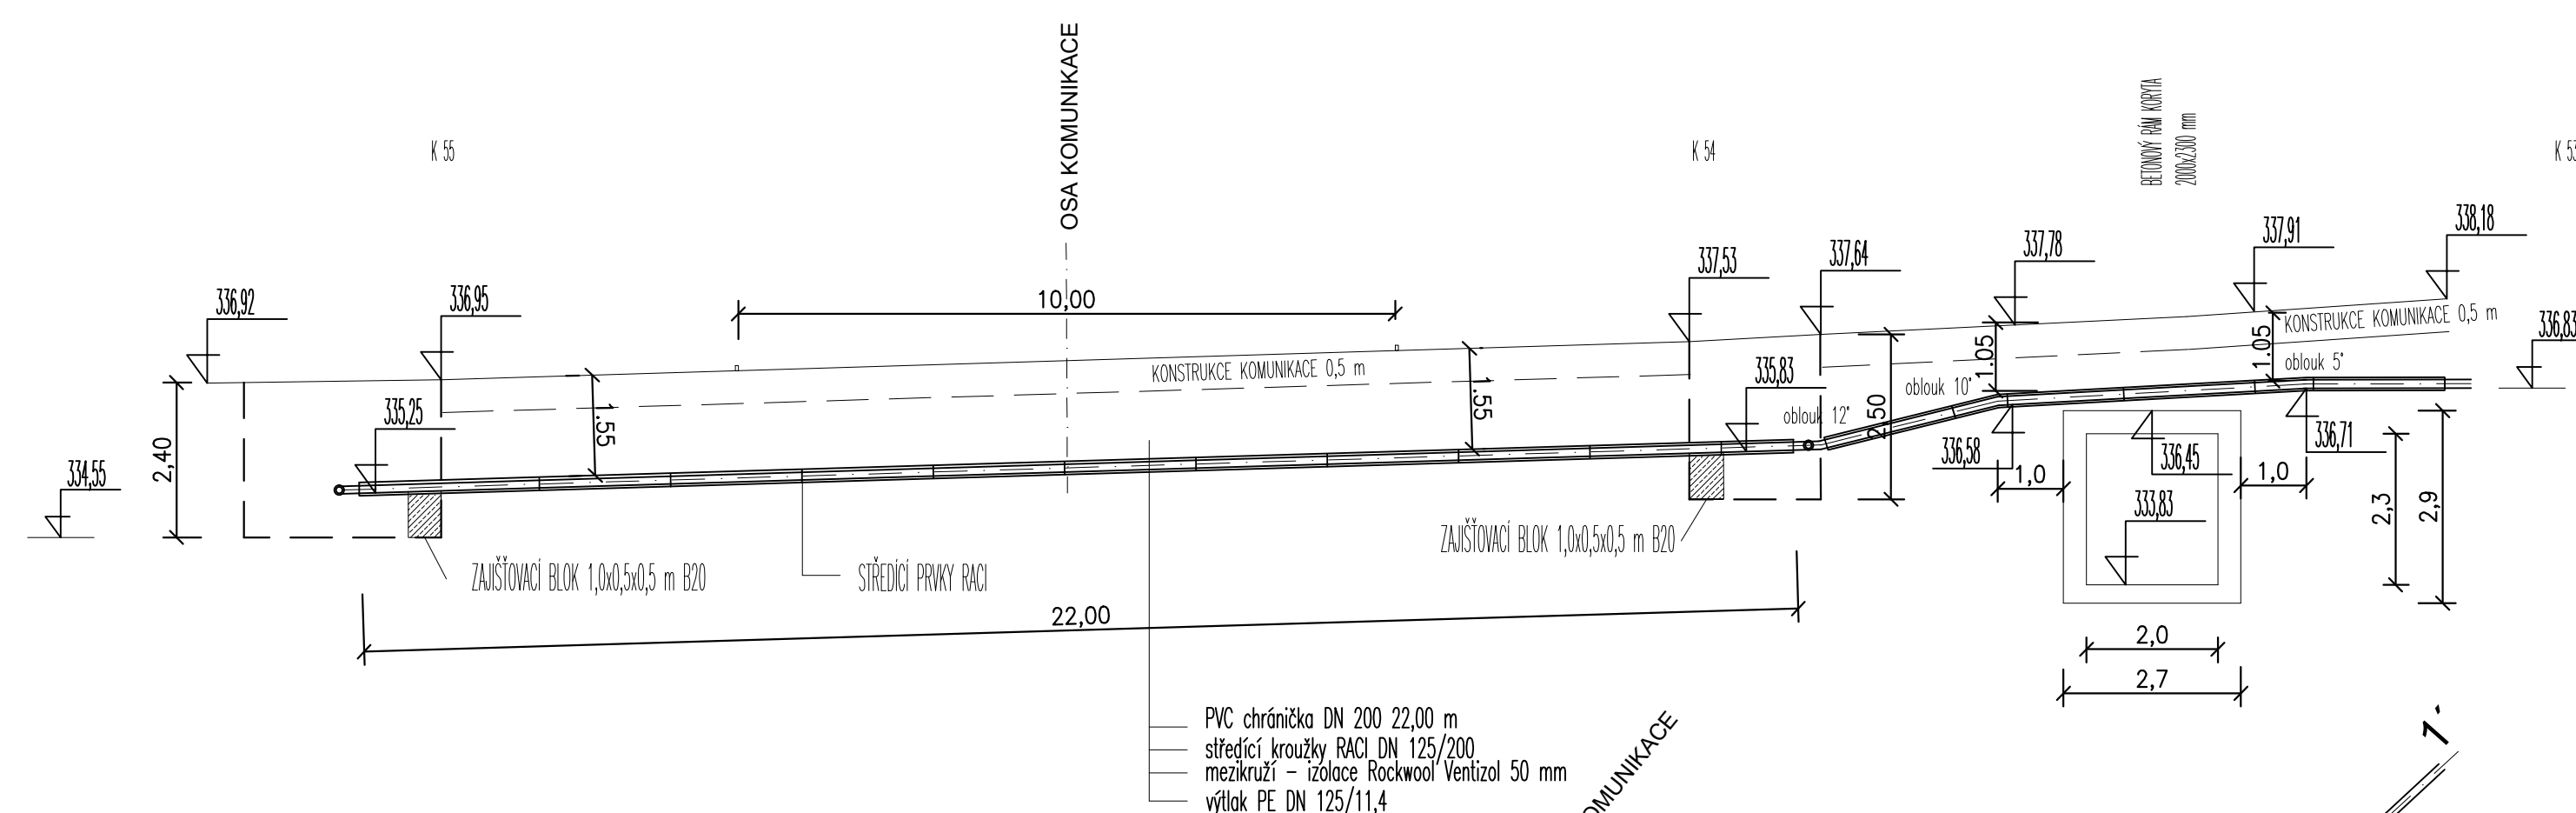 OSA KOMUNIKACE
K 55
K 54
BETONOVÝ RÁM KORYTA
2000x2300 mm
K 53
336,92
336,95
10,00
337,53
337,64
337,78
337,91
338,18
336,83
KONSTRUKCE KOMUNIKACE 0,5 m
KONSTRUKCE KOMUNIKACE 0,5 m
334,55
2,40
335,25
1.55
1.55
335,83
oblouk 12°
2,50
oblouk 10°
1.05
1.05
oblouk 5°
336,58
1,0
336,45
333,83
1,0
336,71
2,3
2,9
ZAJIŠŤOVACÍ BLOK 1,0x0,5x0,5 m B20
STŘEDÍCÍ PRVKY RACI
ZAJIŠŤOVACÍ BLOK 1,0x0,5x0,5 m B20
22,00
2,0
2,7
PVC chránička DN 200 22,00 m
středící kroužky RACI DN 125/200
mezikruží – izolace Rockwool Ventizol 50 mm
výtlak PE DN 125/11,4
OMUNIKACE
1'